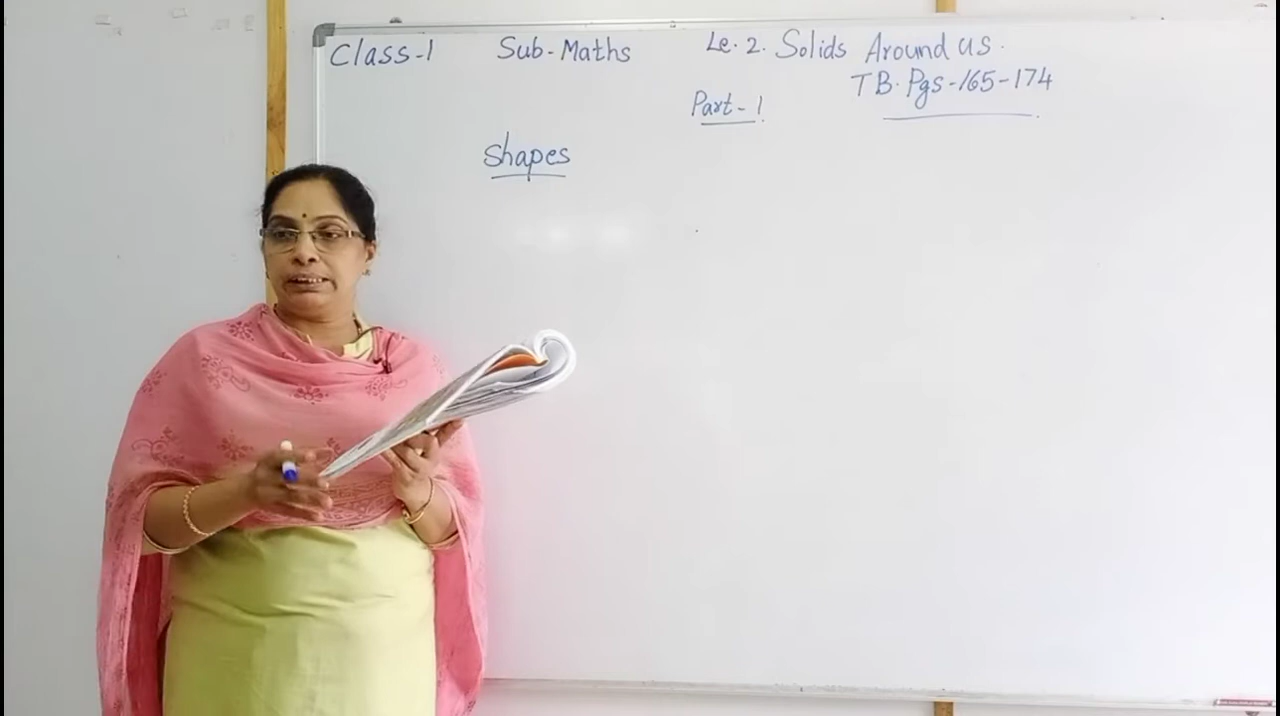 Class-1 Sub-Maths Le. 2. Solids Around us.
TB. Pgs-165-174
Part-1
Shapes